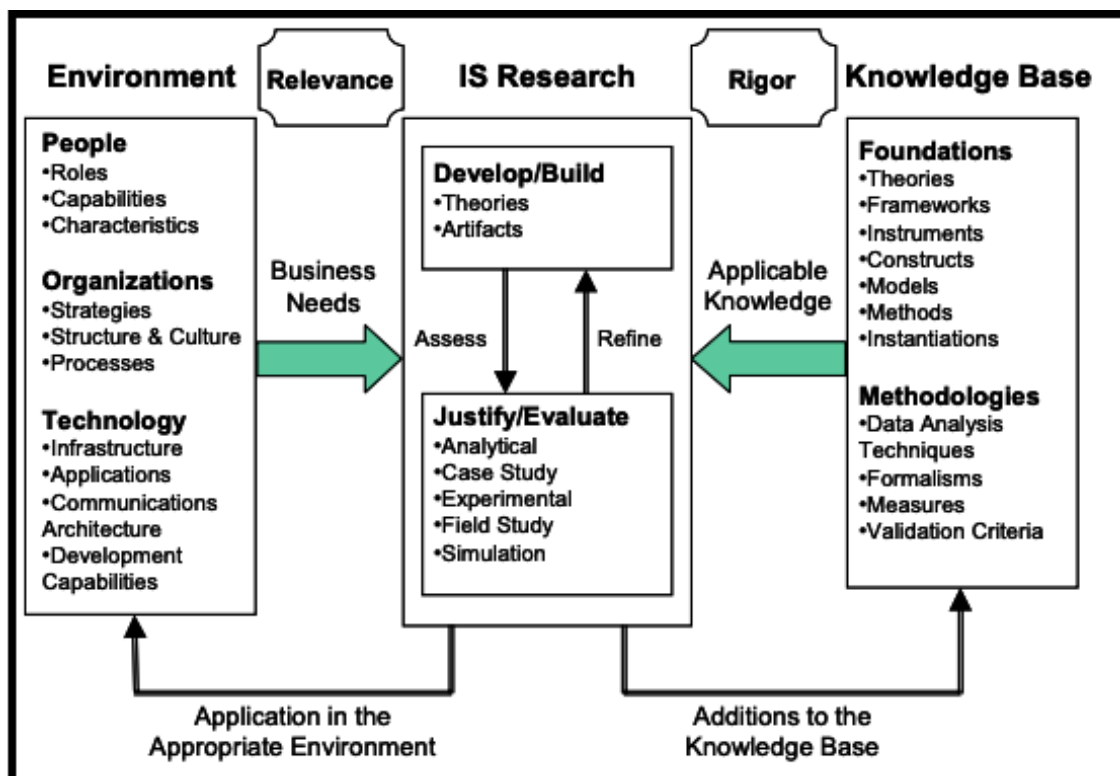 Environment
Relevance
IS Research
Rigor
Knowledge Base
People
•Roles
•Capabilities
•Characteristics
Organizations
•Strategies
•Structure & Culture
•Processes
Technology
•Infrastructure
•Applications
•Communications
Architecture
•Development
Capabilities
Business
Needs
Develop/Build
•Theories
•Artifacts
Assess
Refine
Justify/Evaluate
•Analytical
•Case Study
•Experimental
•Field Study
•Simulation
Applicable
Knowledge
Foundations
•Theories
•Frameworks
•Instruments
•Constructs
•Models
•Methods
•Instantiations
Methodologies
•Data Analysis
Techniques
•Formalisms
•Measures
•Validation Criteria
Application in the
Appropriate Environment
Additions to the
Knowledge Base